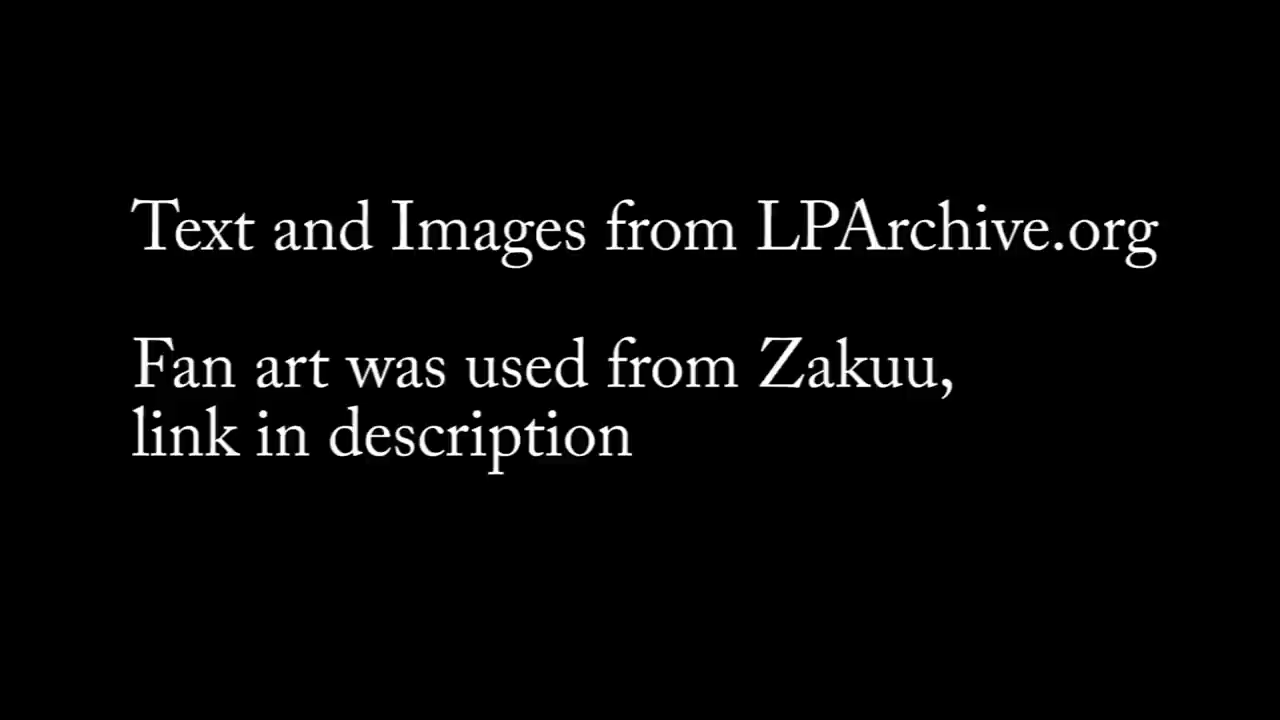 Text and Images from LPArchive.org
Fan art was used from Zakuu,
link in description